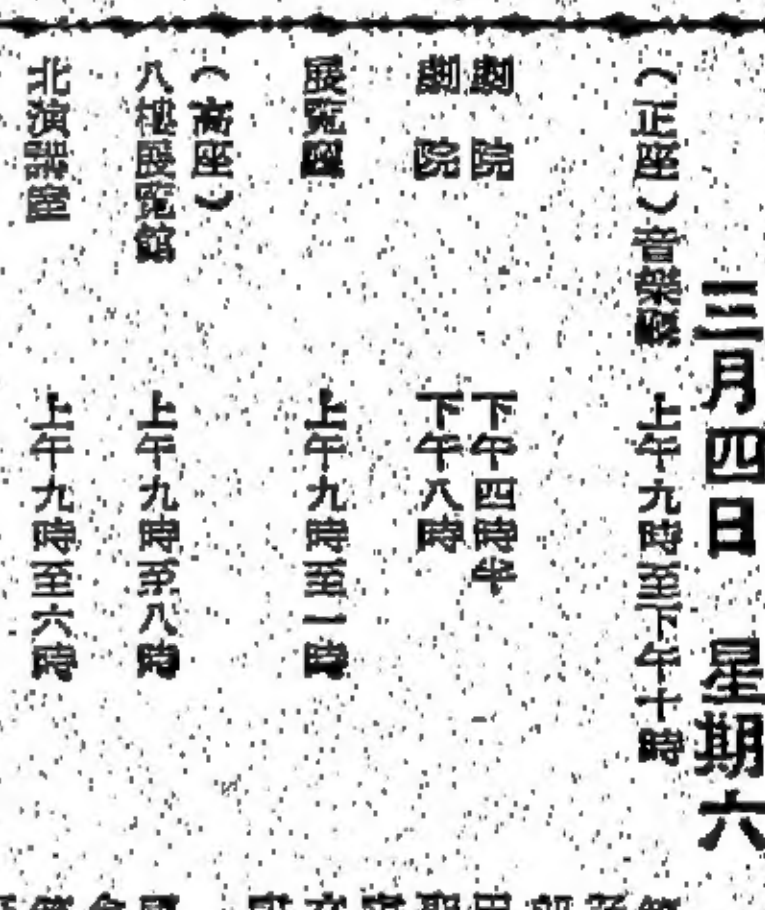 三月四日　星期六
（正座）音樂廳　上午九時至下午十時
劇院　下午四時半
劇院　下午八時
展覽廳　上午九時至一時
（高座）
八樓展覽館　上午九時至八時
北演講室　上午九時至六時